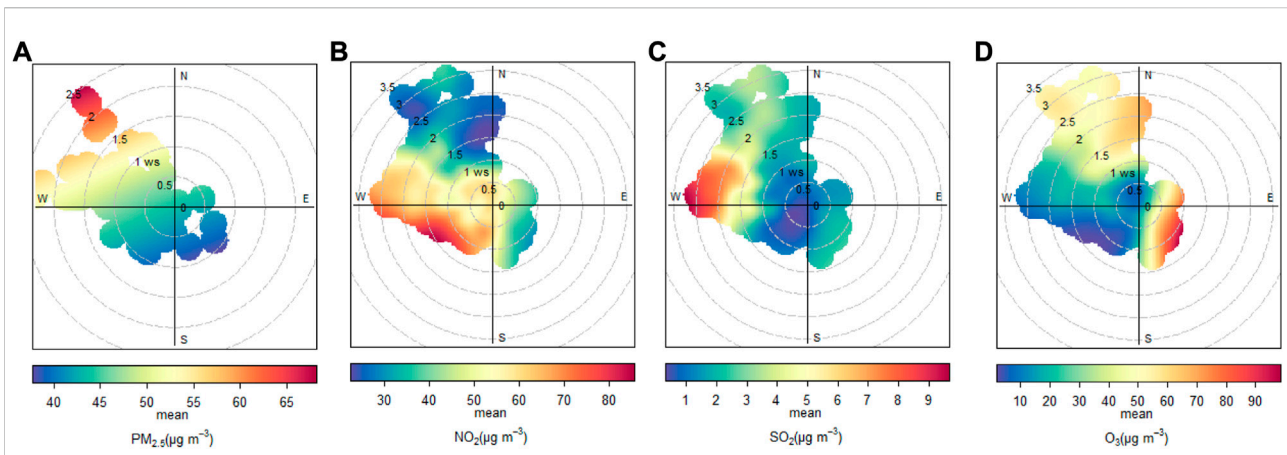 A
N
2.5
2
1.5
1 ws
0.5
W
E
0
S
40 45 50 55 60 65
mean
PM2.5(µg m−3)
B
N
3.5
3
2.5
2
1.5
1 ws
0.5
W
E
0
S
30 40 50 60 70 80
mean
NO2(µg m−3)
C
N
3.5
3
2.5
2
1.5
1 ws
0.5
W
E
0
S
1 2 3 4 5 6 7 8 9
mean
SO2(µg m−3)
D
N
3.5
3
2.5
2
1.5
1 ws
0.5
W
E
0
S
10 20 30 40 50 60 70 80 90
mean
O3(µg m−3)